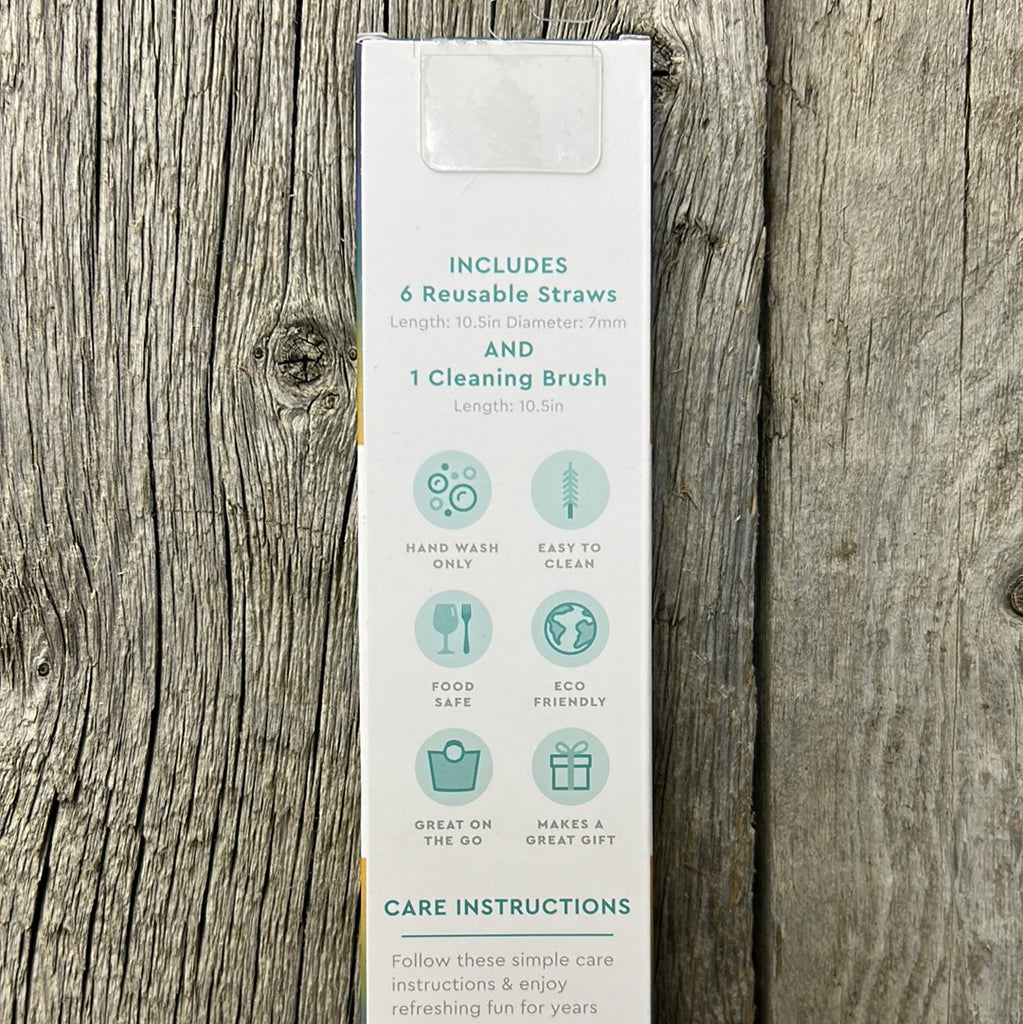 INCLUDES
6 Reusable Straws
Length: 10.5in Diameter: 7mm
AND
1 Cleaning Brush
Length: 10.5in
HAND WASH
ONLY
EASY TO
CLEAN
FOOD
SAFE
ECO
FRIENDLY
GREAT ON
THE GO
MAKES A
GREAT GIFT
CARE INSTRUCTIONS
Follow these simple care
instructions & enjoy
refreshing fun for years